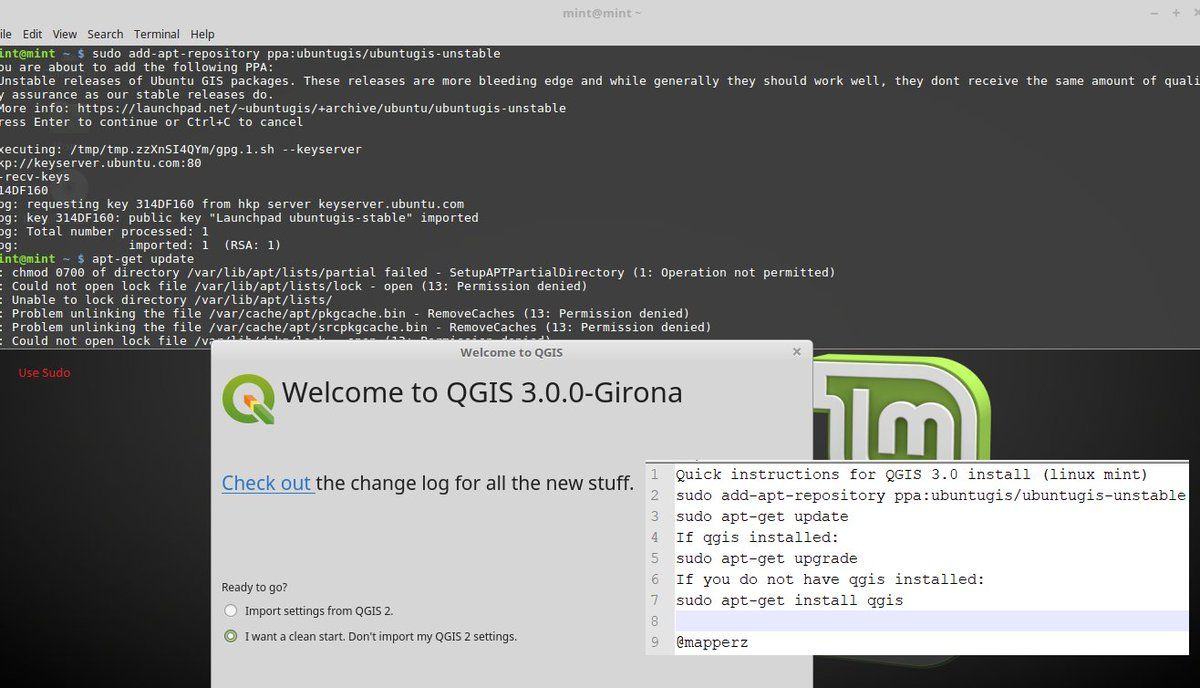 mint@mint ~
ile Edit View Search Terminal Help
int@mint ~ $ sudo add-apt-repository ppa:ubuntugis/ubuntugis-unstable
ou are about to add the following PPA:
Unstable releases of Ubuntu GIS packages. These releases are more bleeding edge and while generally they should work well, they dont receive the same amount of quali
y assurance as our stable releases do.
More info: https://launchpad.net/~ubuntugis/+archive/ubuntu/ubuntugis-unstable
ress Enter to continue or Ctrl+C to cancel
xecuting: /tmp/tmp.zzXnSI4QYm/gpg.1.sh --keyserver
kp://keyserver.ubuntu.com:80
-recv-keys
14DF160
pg: requesting key 314DF160 from hkp server keyserver.ubuntu.com
pg: key 314DF160: public key "Launchpad ubuntugis-stable" imported
pg: Total number processed: 1
pg: imported: 1 (RSA: 1)
int@mint ~ $ apt-get update
: chmod 0700 of directory /var/lib/apt/lists/partial failed - SetupAPTPartialDirectory (1: Operation not permitted)
: Could not open lock file /var/lib/apt/lists/lock - open (13: Permission denied)
: Unable to lock directory /var/lib/apt/lists/
: Problem unlinking the file /var/cache/apt/pkgcache.bin - RemoveCaches (13: Permission denied)
: Problem unlinking the file /var/cache/apt/srcpkgcache.bin - RemoveCaches (13: Permission denied)
: Could not open lock file /var/lib/dpkg/lock - open (13: Permission denied)
Use Sudo
Welcome to QGIS
Welcome to QGIS 3.0.0-Girona
Check out the change log for all the new stuff.
Ready to go?
Import settings from QGIS 2.
I want a clean start. Don't import my QGIS 2 settings.
lm
1 Quick instructions for QGIS 3.0 install (linux mint)
2 sudo add-apt-repository ppa:ubuntugis/ubuntugis-unstable
3 sudo apt-get update
4 If qgis installed:
5 sudo apt-get upgrade
6 If you do not have qgis installed:
7 sudo apt-get install qgis
8
9 @mapperz